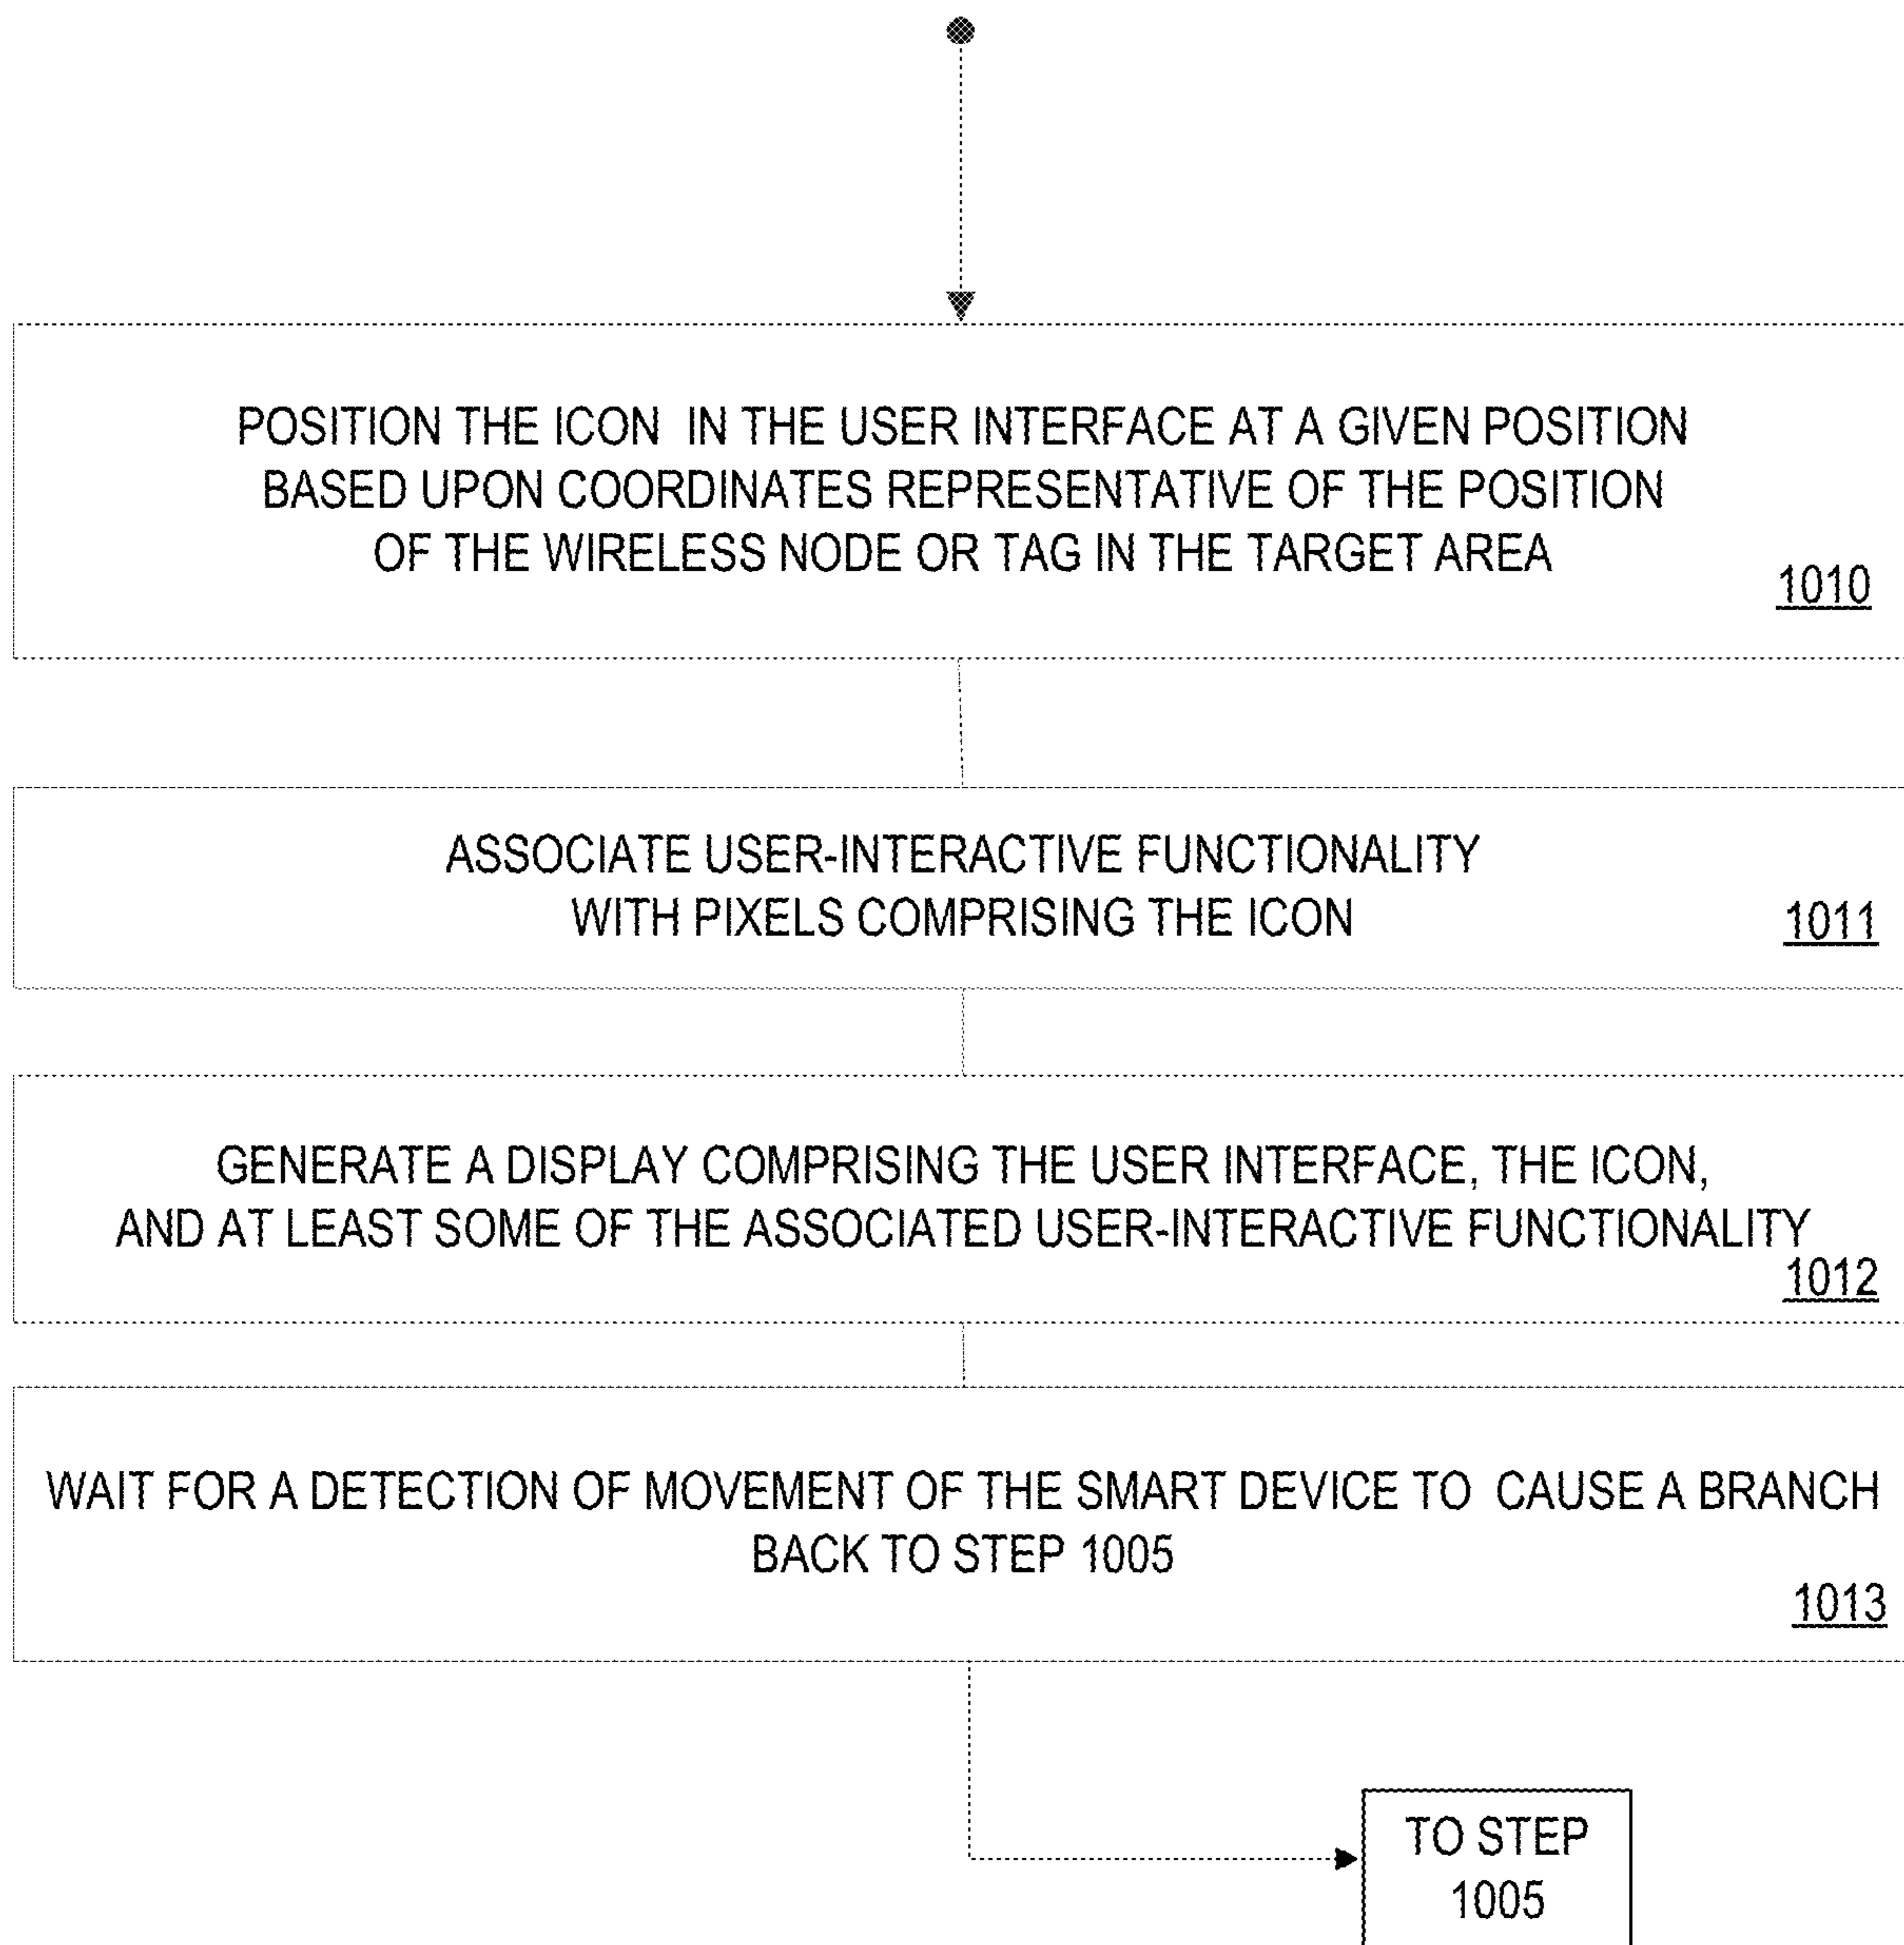 POSITION THE ICON IN THE USER INTERFACE AT A GIVEN POSITION
BASED UPON COORDINATES REPRESENTATIVE OF THE POSITION
OF THE WIRELESS NODE OR TAG IN THE TARGET AREA
1010
ASSOCIATE USER-INTERACTIVE FUNCTIONALITY
WITH PIXELS COMPRISING THE ICON
1011
GENERATE A DISPLAY COMPRISING THE USER INTERFACE, THE ICON,
AND AT LEAST SOME OF THE ASSOCIATED USER-INTERACTIVE FUNCTIONALITY
1012
WAIT FOR A DETECTION OF MOVEMENT OF THE SMART DEVICE TO CAUSE A BRANCH
BACK TO STEP 1005
1013
TO STEP
1005